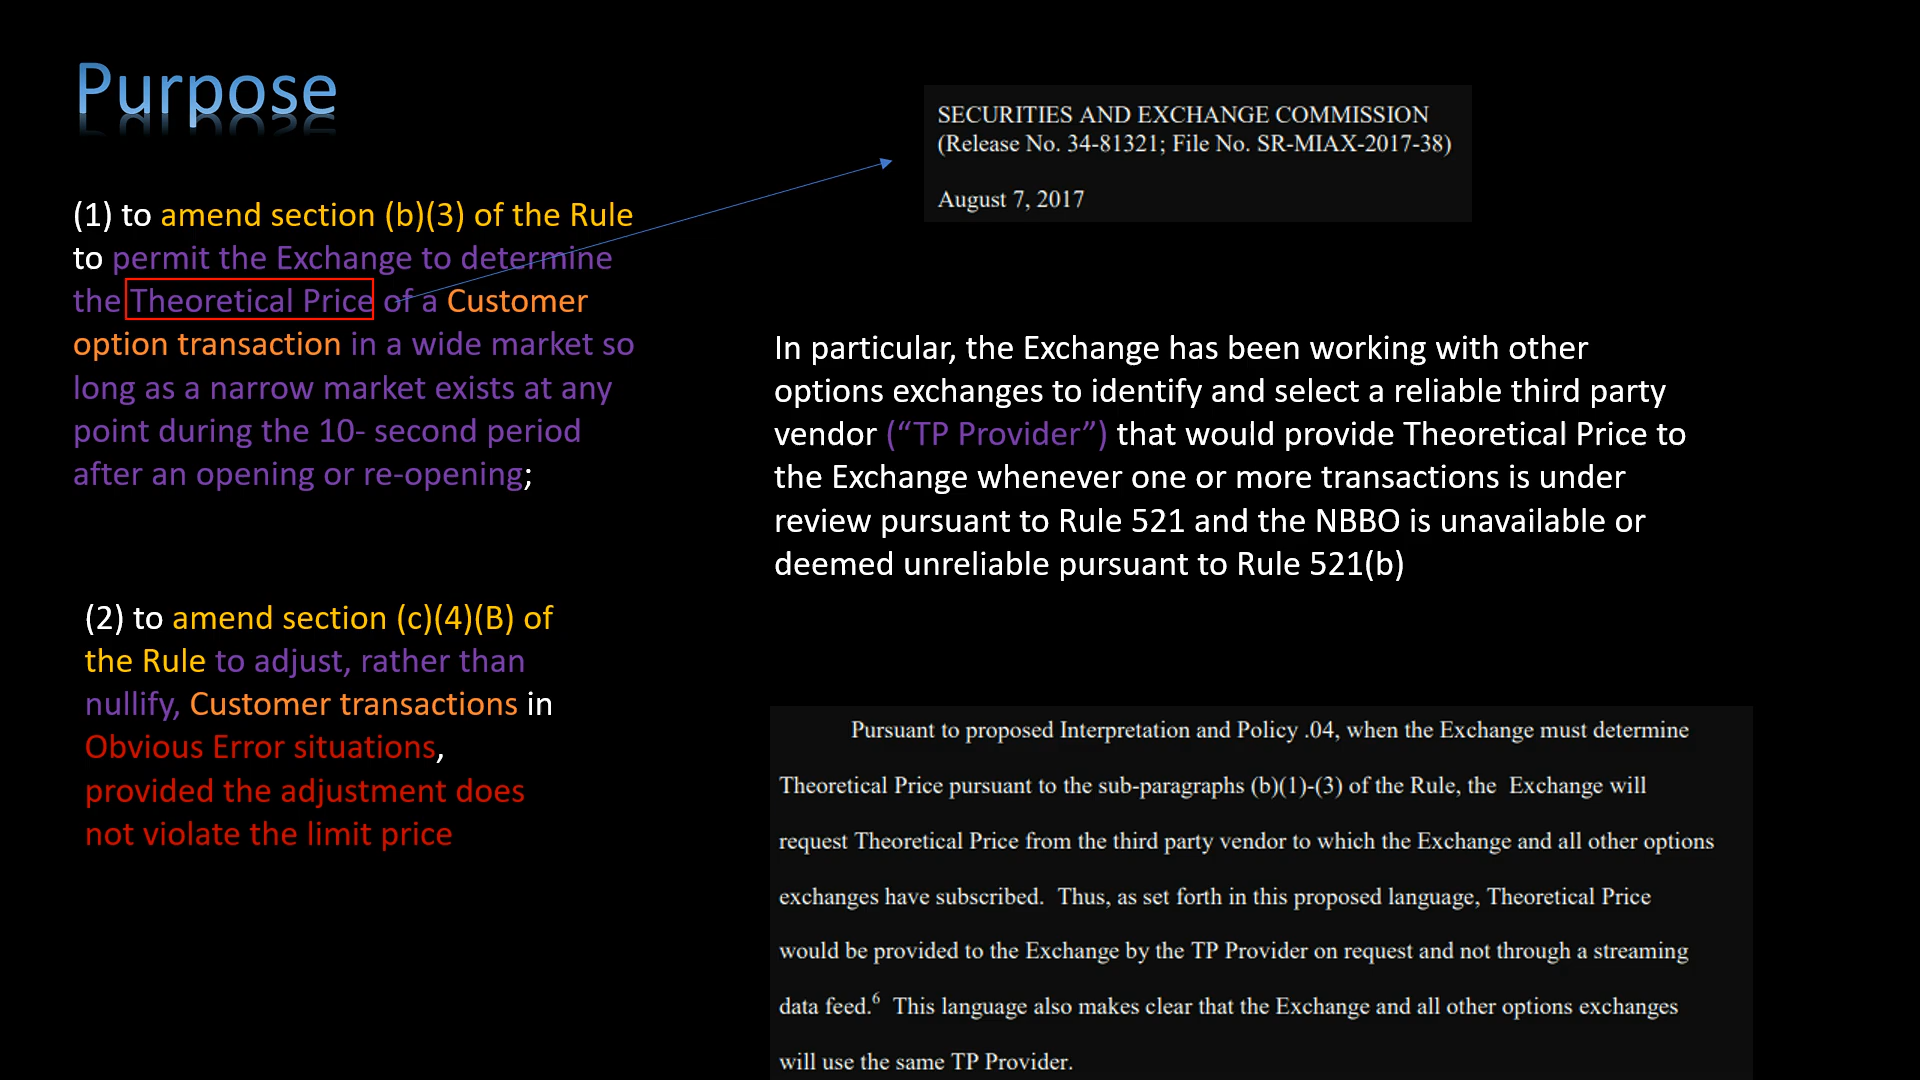 Purpose
(1) to amend section (b)(3) of the Rule
to permit the Exchange to determine
the Theoretical Price of a Customer
option transaction in a wide market so
long as a narrow market exists at any
point during the 10- second period
after an opening or re-opening;
(2) to amend section (c)(4)(B) of
the Rule to adjust, rather than
nullify, Customer transactions in
Obvious Error situations,
provided the adjustment does
not violate the limit price
SECURITIES AND EXCHANGE COMMISSION
(Release No. 34-81321; File No. SR-MIAX-2017-38)
August 7, 2017
In particular, the Exchange has been working with other
options exchanges to identify and select a reliable third party
vendor (“TP Provider”) that would provide Theoretical Price to
the Exchange whenever one or more transactions is under
review pursuant to Rule 521 and the NBBO is unavailable or
deemed unreliable pursuant to Rule 521(b)
Pursuant to proposed Interpretation and Policy .04, when the Exchange must determine
Theoretical Price pursuant to the sub-paragraphs (b)(1)-(3) of the Rule, the Exchange will
request Theoretical Price from the third party vendor to which the Exchange and all other options
exchanges have subscribed. Thus, as set forth in this proposed language, Theoretical Price
would be provided to the Exchange by the TP Provider on request and not through a streaming
data feed.6 This language also makes clear that the Exchange and all other options exchanges
will use the same TP Provider.